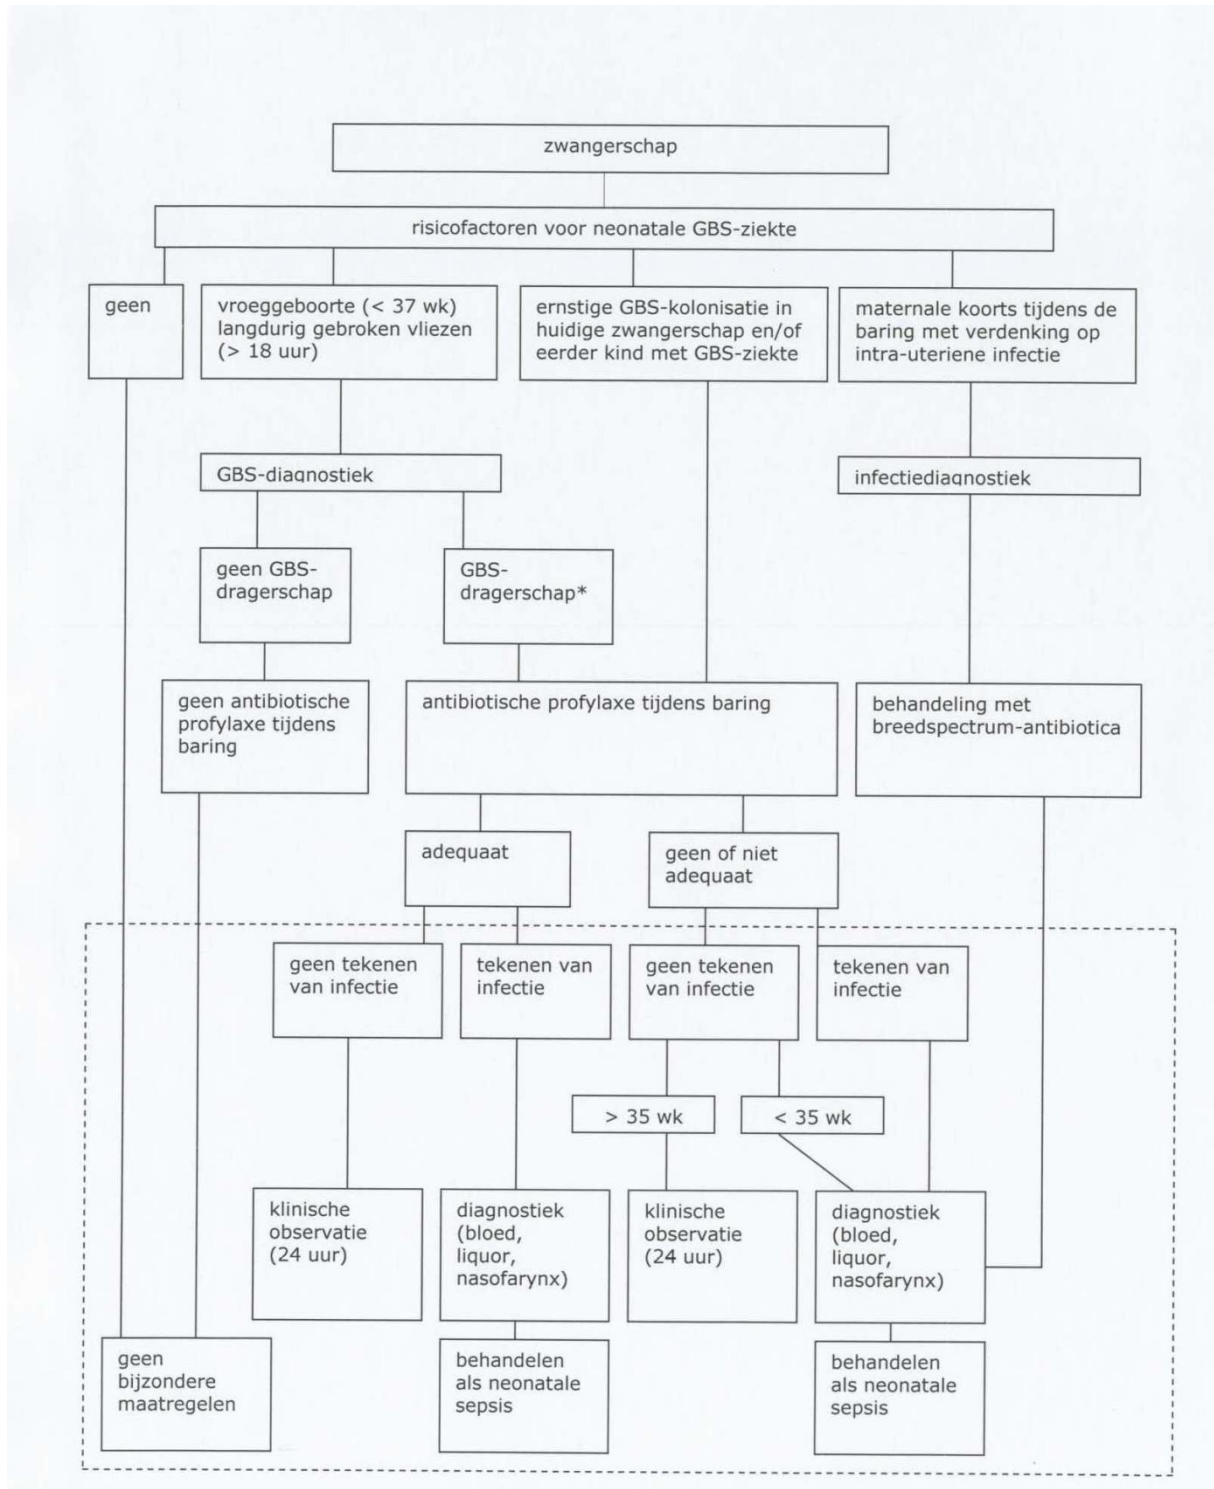 zwangerschap
risicofactoren voor neonatale GBS-ziekte
geen
vroeggeboorte (< 37 wk)
langdurig gebroken vliezen
(> 18 uur)
ernstige GBS-kolonisatie in
huidige zwangerschap en/of
eerder kind met GBS-ziekte
maternale koorts tijdens de
baring met verdenking op
intra-uteriene infectie
GBS-diagnostiek
infectiediagnostiek
geen GBS-
dragerschap
GBS-
dragerschap*
geen antibiotische
profylaxe tijdens
baring
antibiotische profylaxe tijdens baring
behandeling met
breedspectrum-antibiotica
adequaat
geen of niet
adequaat
geen tekenen
van infectie
tekenen van
infectie
geen tekenen
van infectie
tekenen van
infectie
> 35 wk
< 35 wk
klinische
observatie
(24 uur)
diagnostiek
(bloed,
liquor,
nasofarynx)
klinische
observatie
(24 uur)
diagnostiek
(bloed,
liquor,
nasofarynx)
geen
bijzondere
maatregelen
behandelen
als neonatale
sepsis
behandelen
als neonatale
sepsis